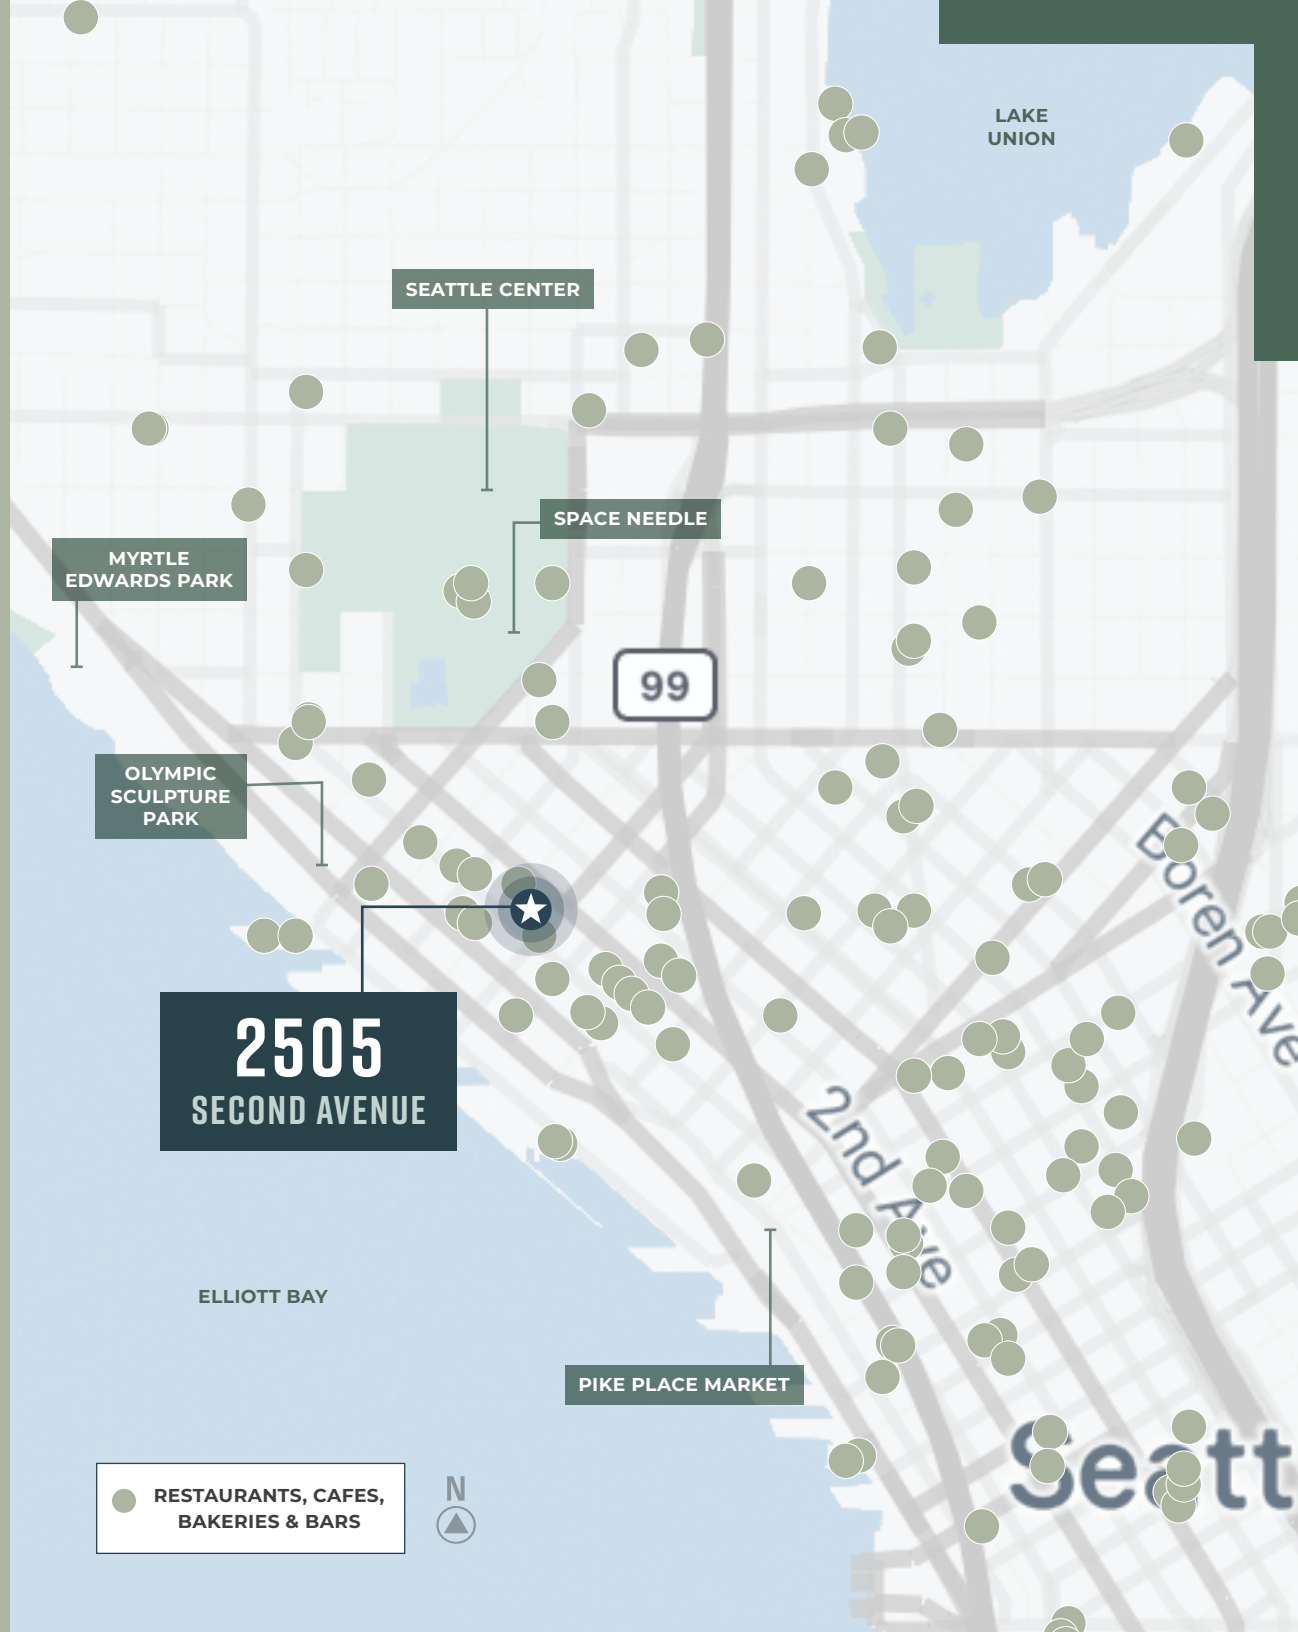 LAKE
UNION
SEATTLE CENTER
SPACE NEEDLE
MYRTLE
EDWARDS PARK
99
OLYMPIC
SCULPTURE
PARK
Boren Ave
2505
SECOND AVENUE
2nd Ave
ELLIOTT BAY
PIKE PLACE MARKET
Seatt
RESTAURANTS, CAFES,
BAKERIES & BARS
N